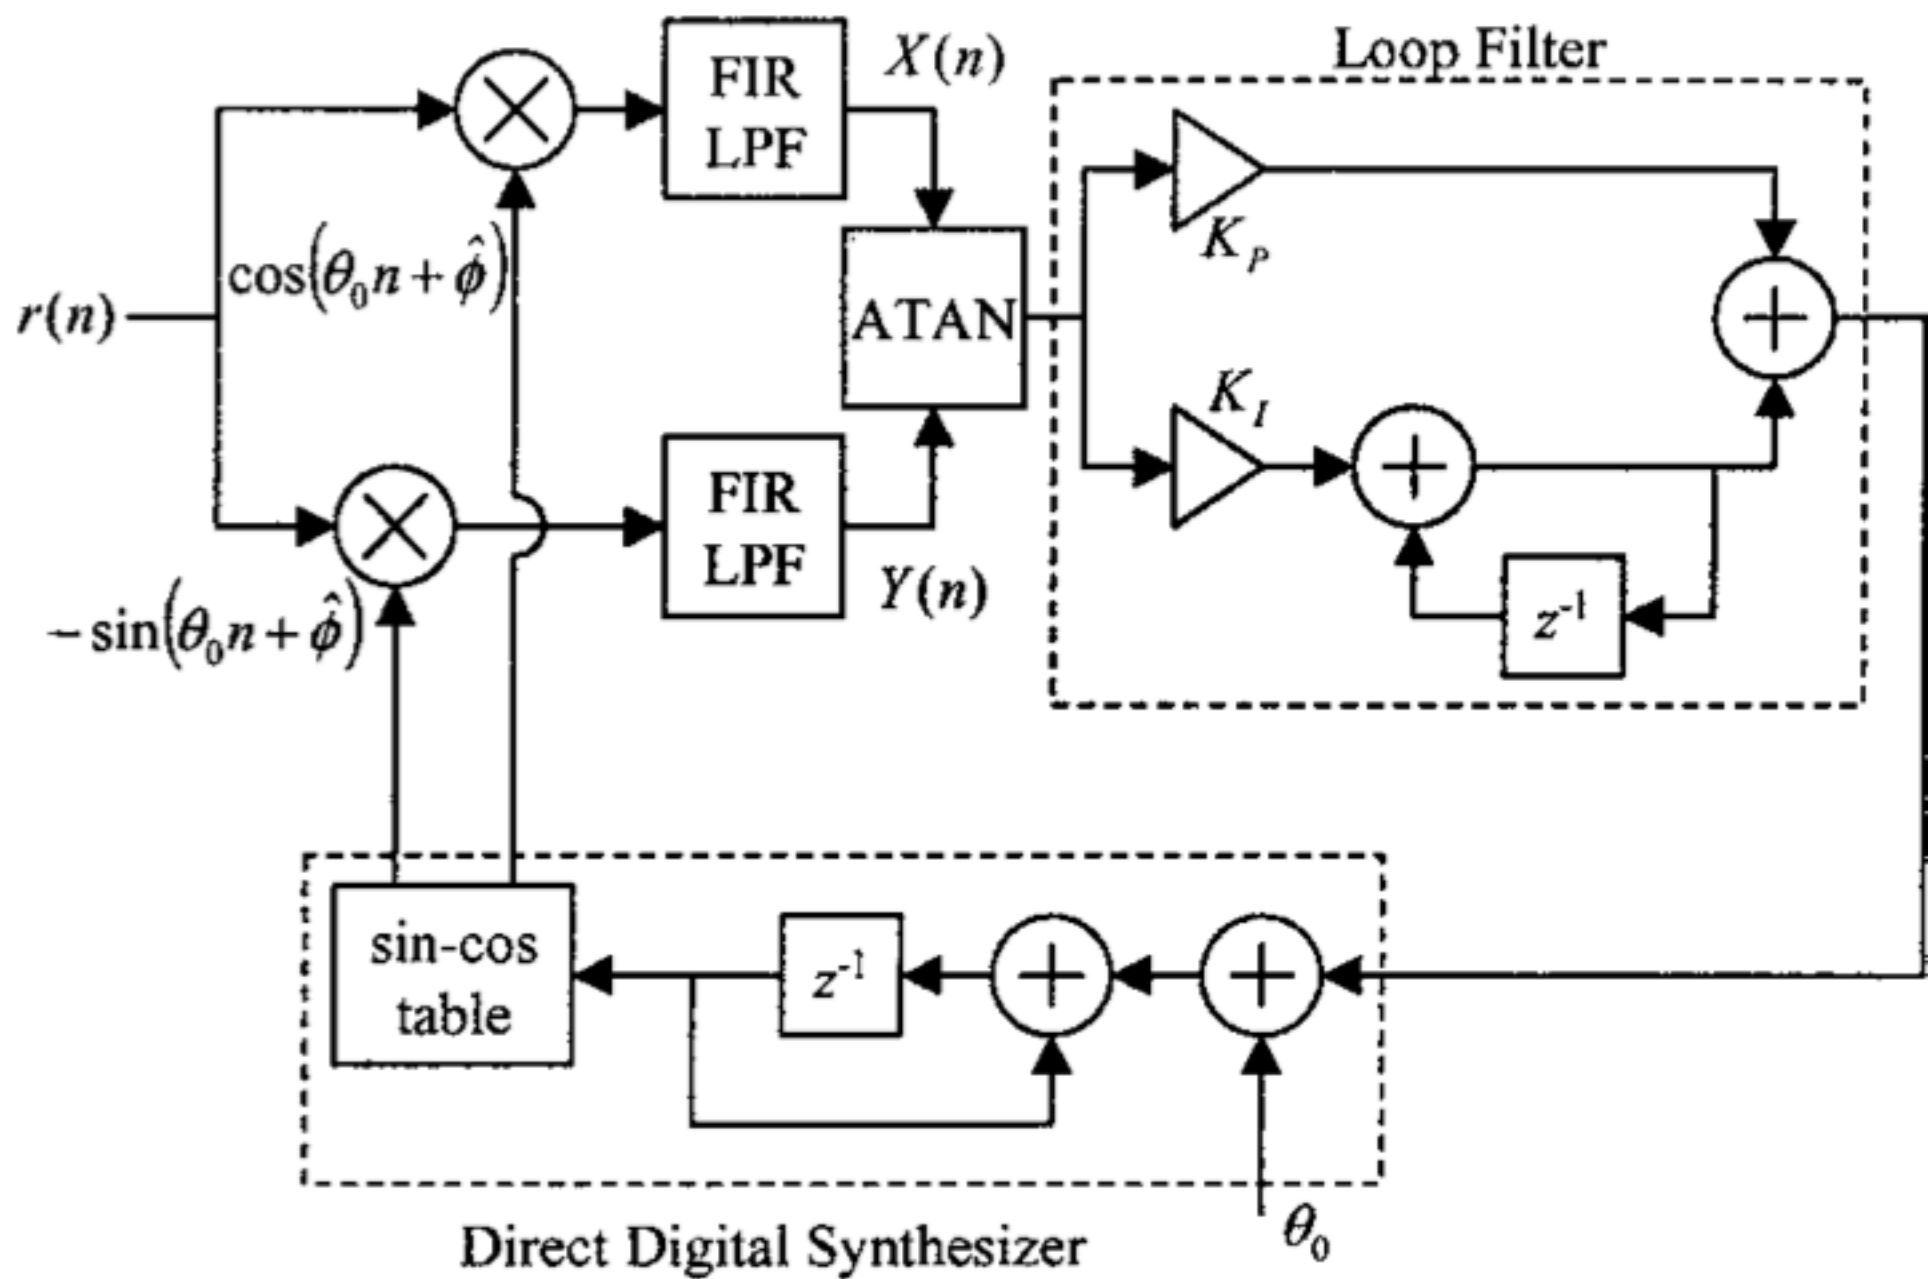 Loop Filter
FIR
LPF
X(n)
K_P
cos(θ₀n + φ̂)
r(n)
ATAN
K_I
FIR
LPF
Y(n)
z⁻¹
−sin(θ₀n + φ̂)
sin-cos
table
z⁻¹
θ₀
Direct Digital Synthesizer